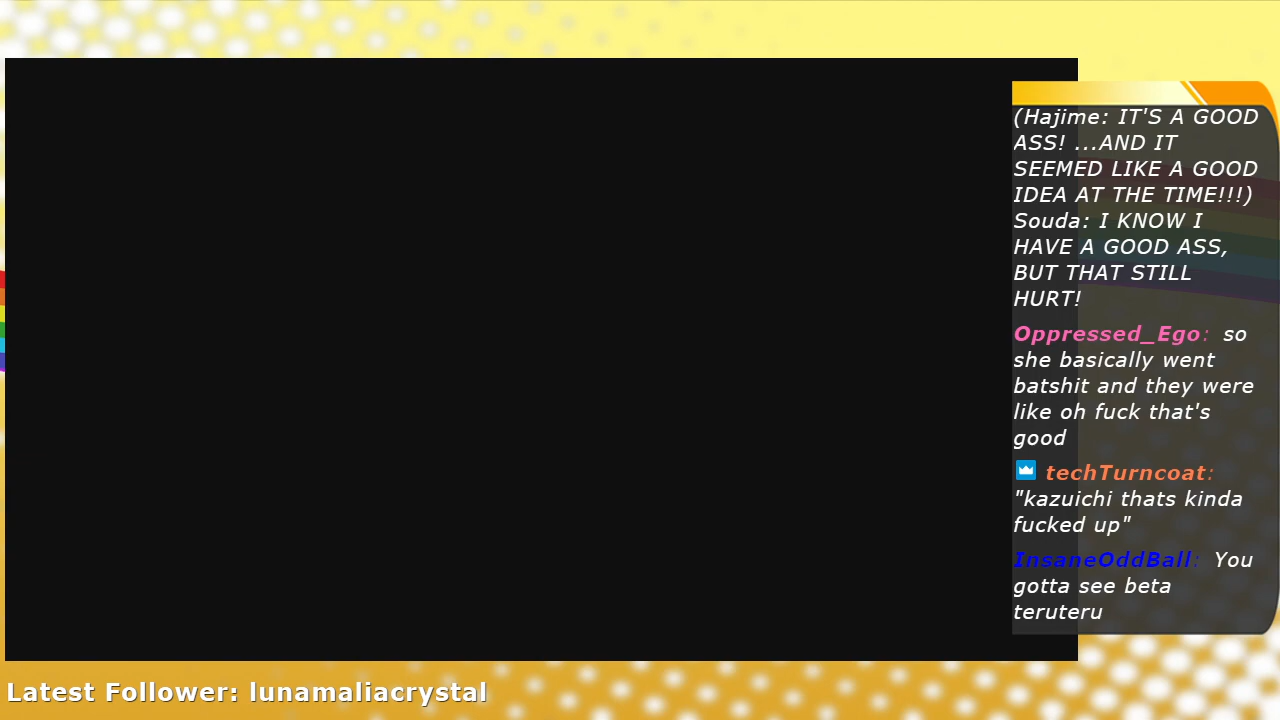 (Hajime: IT'S A GOOD
ASS! ...AND IT
SEEMED LIKE A GOOD
IDEA AT THE TIME!!!)
Souda: I KNOW I
HAVE A GOOD ASS,
BUT THAT STILL
HURT!
Oppressed_Ego: so
she basically went
batshit and they were
like oh fuck that's
good
techTurncoat:
"kazuichi thats kinda
fucked up"
InsaneOddBall: You
gotta see beta
teruteru
Latest Follower: lunamaliacrystal